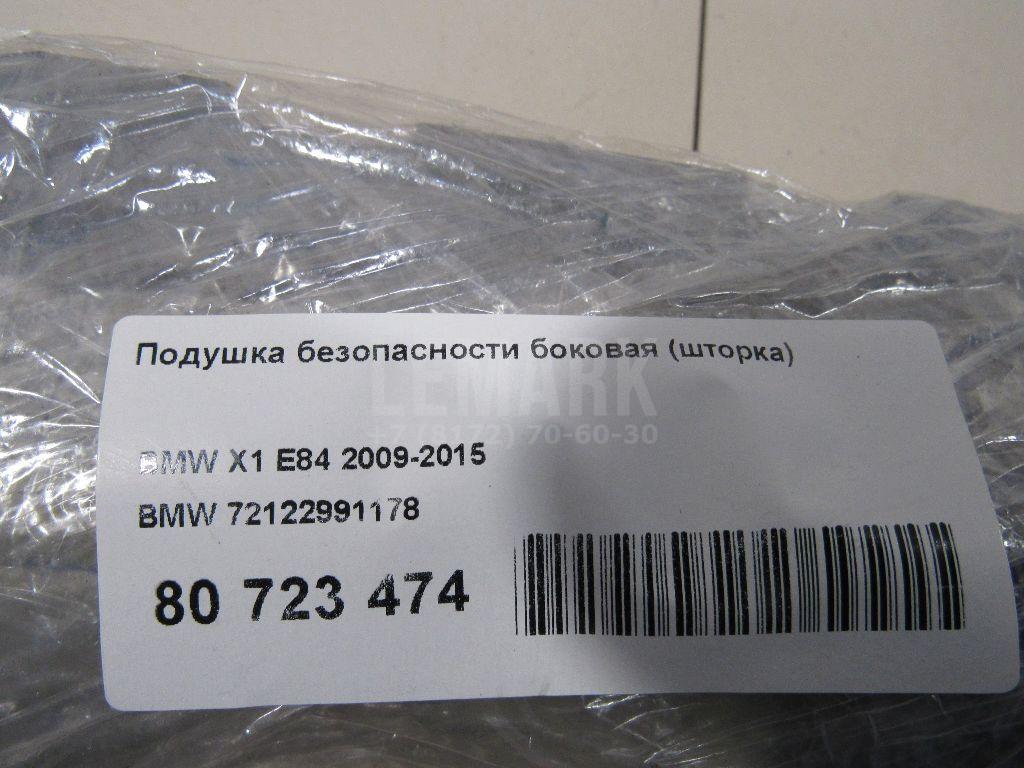 Подушка безопасности боковая (шторка)
LEMARK
+7 (8172) 70-60-30
BMW X1 E84 2009-2015
BMW 72122991178
80 723 474